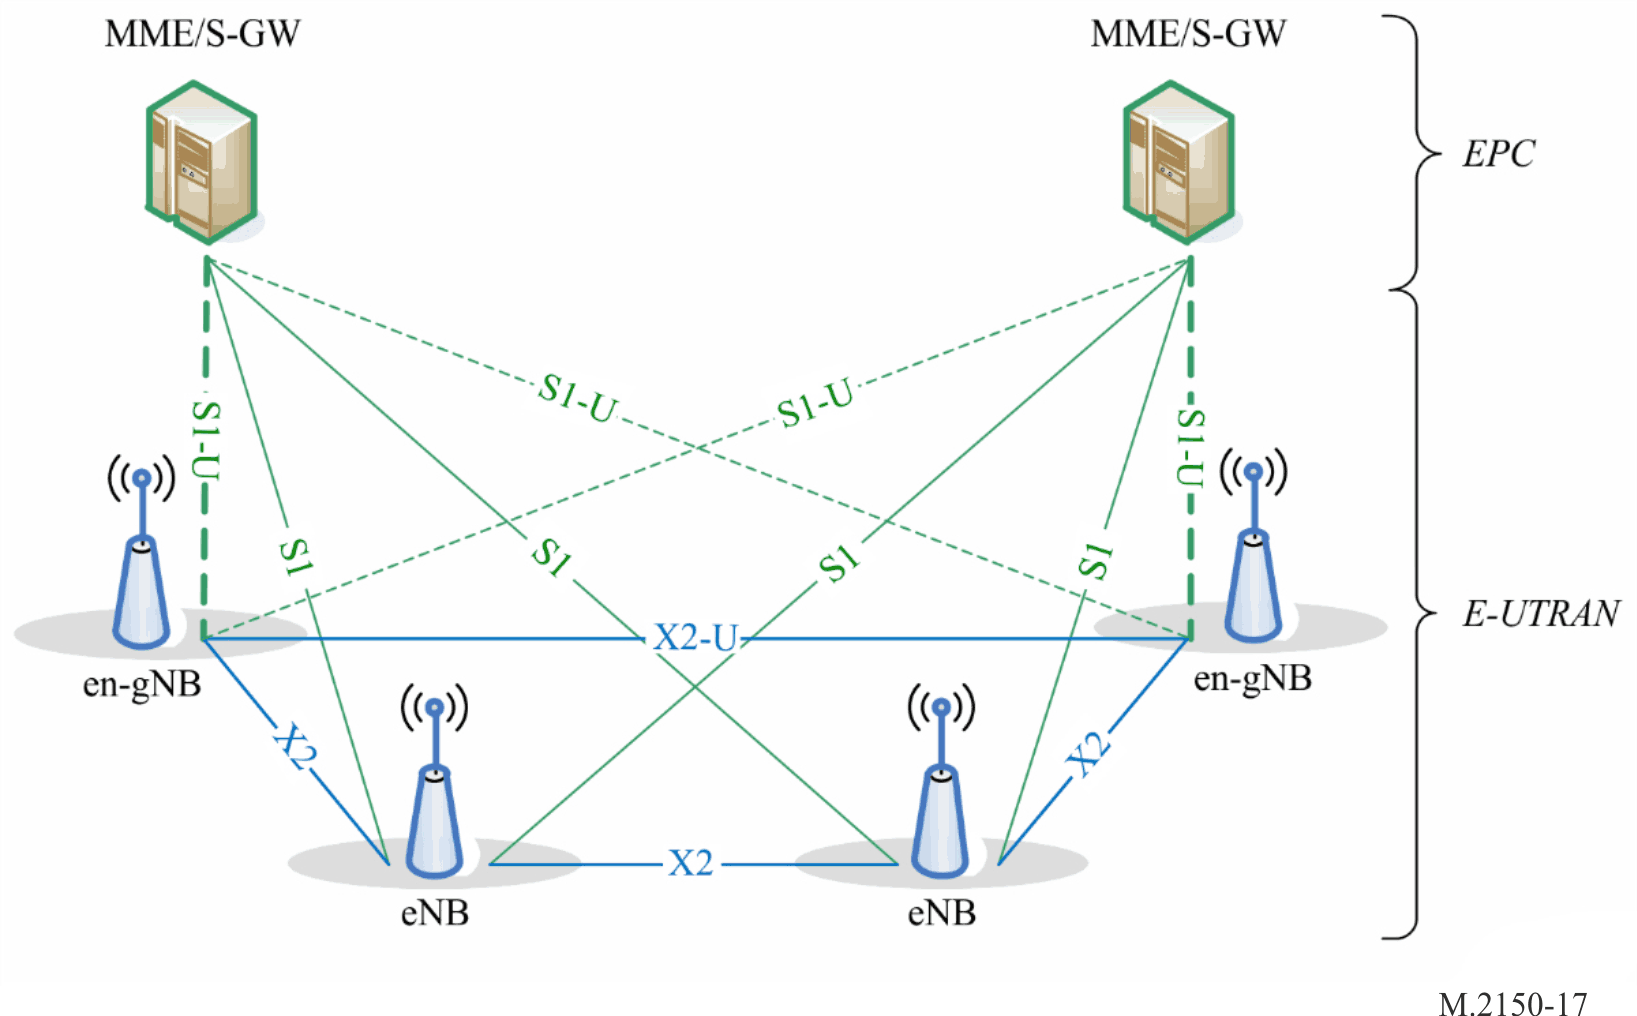 MME/S-GW
MME/S-GW
EPC
S1-U
S1-U
S1-U
S1-U
S1
S1
S1
S1
E-UTRAN
X2-U
en-gNB
en-gNB
X2
X2
X2
eNB
eNB
M.2150-17